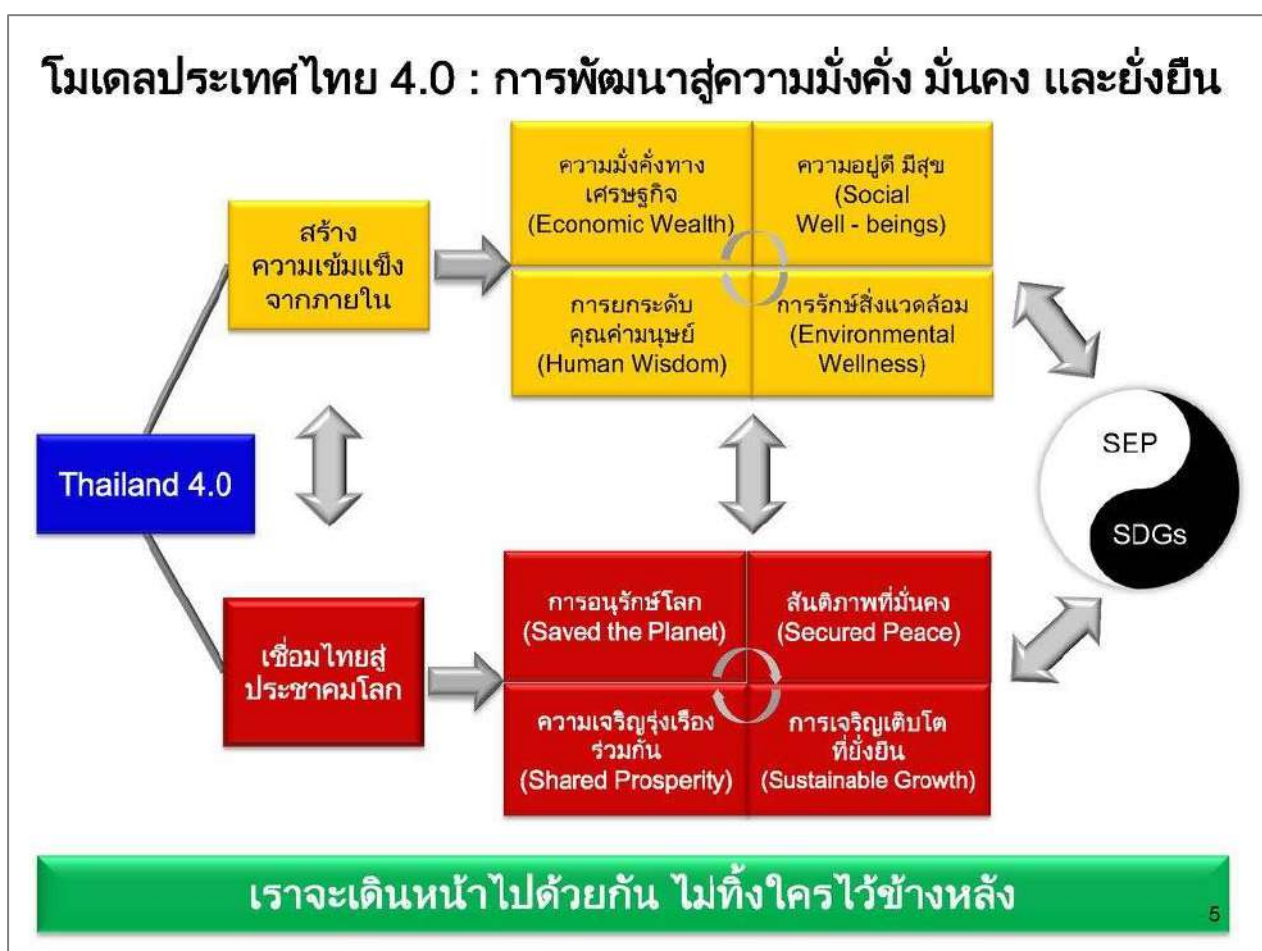 โมเดลประเทศไทย 4.0 : การพัฒนาสู่ความมั่งคั่ง มั่นคง และยั่งยืน
สร้าง
ความเข้มแข็ง
จากภายใน
ความมั่งคั่งทาง
เศรษฐกิจ
(Economic Wealth)
ความอยู่ดี มีสุข
(Social
Well - beings)
การยกระดับ
คุณค่ามนุษย์
(Human Wisdom)
การรักษ์สิ่งแวดล้อม
(Environmental
Wellness)
Thailand 4.0
SEP
SDGs
เชื่อมไทยสู่
ประชาคมโลก
การอนุรักษ์โลก
(Saved the Planet)
สันติภาพที่มั่นคง
(Secured Peace)
ความเจริญรุ่งเรือง
ร่วมกัน
(Shared Prosperity)
การเจริญเติบโต
ที่ยั่งยืน
(Sustainable Growth)
เราจะเดินหน้าไปด้วยกัน ไม่ทิ้งใครไว้ข้างหลัง
5